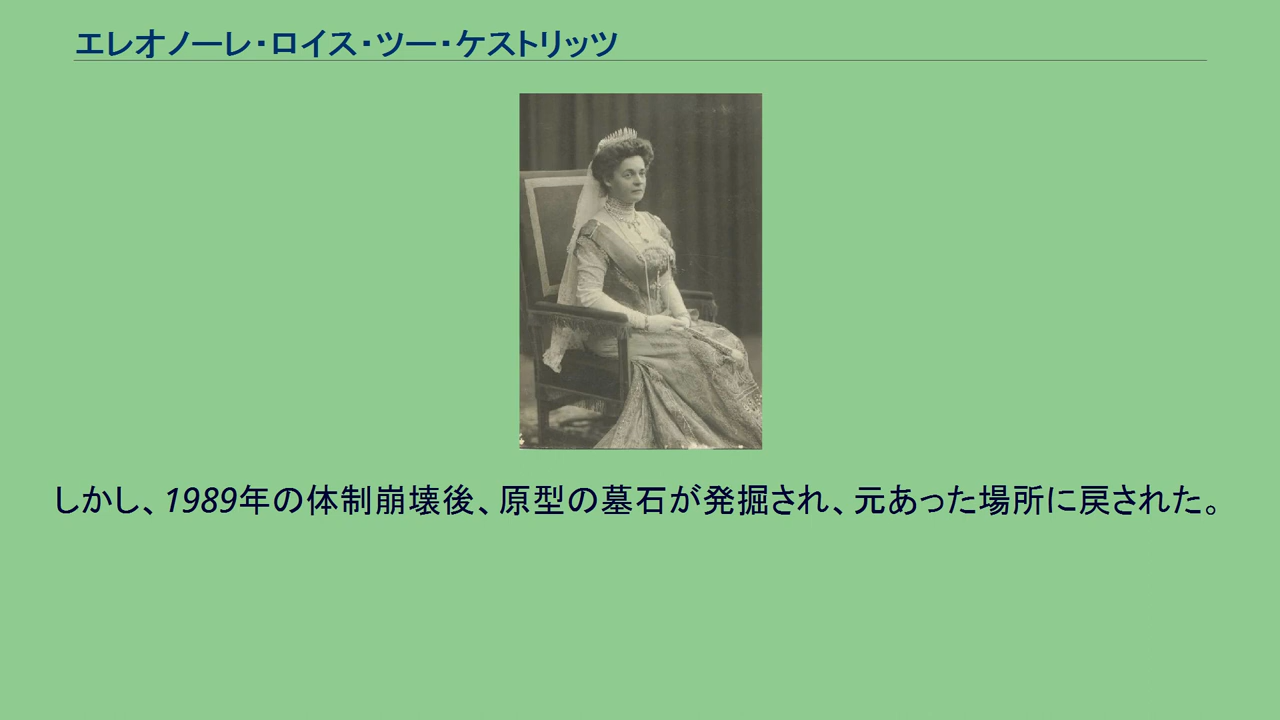 エレオノーレ・ロイス・ツー・ケストリッツ
しかし、1989年の体制崩壊後、原型の墓石が発掘され、元あった場所に戻された。